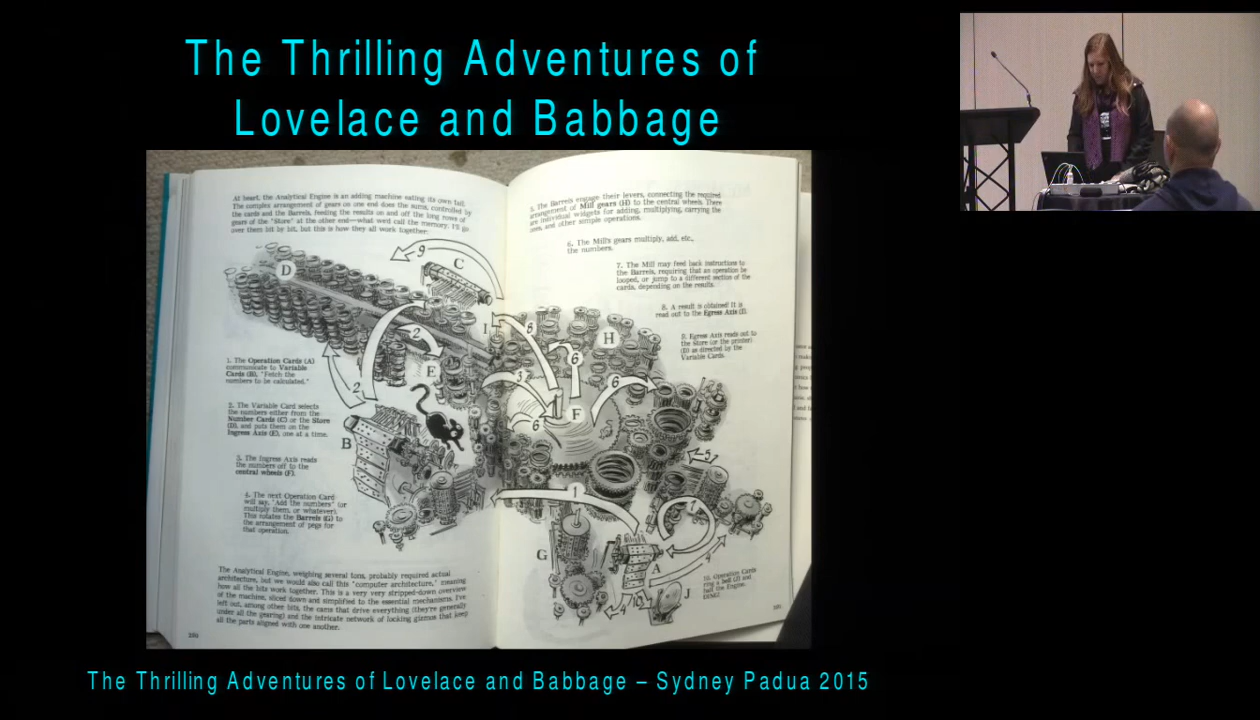 The Thrilling Adventures of
Lovelace and Babbage
At heart, the Analytical Engine is an adding machine eating its own tail.
The complex arrangement of gears on one end does the sums, controlled by
the cards and the Barrels, feeding the results on and off the long rows of
gears of the "Store" at the other end—what we'd call the memory. I'll go
over them bit by bit, but this is how they all work together:
D
9
C
2
E
I
1. The Operation Cards (A)
communicate to Variable
Cards (B), "Fetch the
numbers to be calculated."
2
2. The Variable Card selects
the numbers either from the
Number Cards (C) or the Store
(D), and puts them on the
Ingress Axis (E), one at a time.
B
3. The Ingress Axis reads
the numbers off to the
central wheels (F).
4. The next Operation Card
will say, "Add the numbers" (or
multiply them, or whatever).
This rotates the Barrels (G) to
the arrangement of pegs for
that operation.
The Analytical Engine, weighing several tons, probably required actual
architecture, but we would also call this "computer architecture," meaning
how all the bits work together. This is a very very stripped-down overview
of the machine, sliced down and simplified to the essential mechanisms. I've
left out, among other bits, the cams that drive everything (they're generally
under all the gearing) and the intricate network of locking gizmos that keep
all the parts aligned with one another.
5. The Barrels engage their levers, connecting the required
arrangement of Mill gears (H) to the central wheel. There
are individual widgets for adding, multiplying, carrying the
ones, and other simple operations.
6. The Mill's gears multiply, add, etc.,
the numbers.
7. The Mill may feed back instructions to
the Barrels, requiring that an operation be
looped, or jump to a different section of the
cards, depending on the results.
8. A result is obtained! It is
read out to the Egress Axis (I).
9. Egress Axis reads out to
the Store (or the printer)
(D) as directed by the
Variable Cards.
8
H
6
3
6
F
6
5
1
G
A
J
4
10
10. Operation Cards
ring a bell (J) and
halt the Engine.
DING!
The Thrilling Adventures of Lovelace and Babbage – Sydney Padua 2015